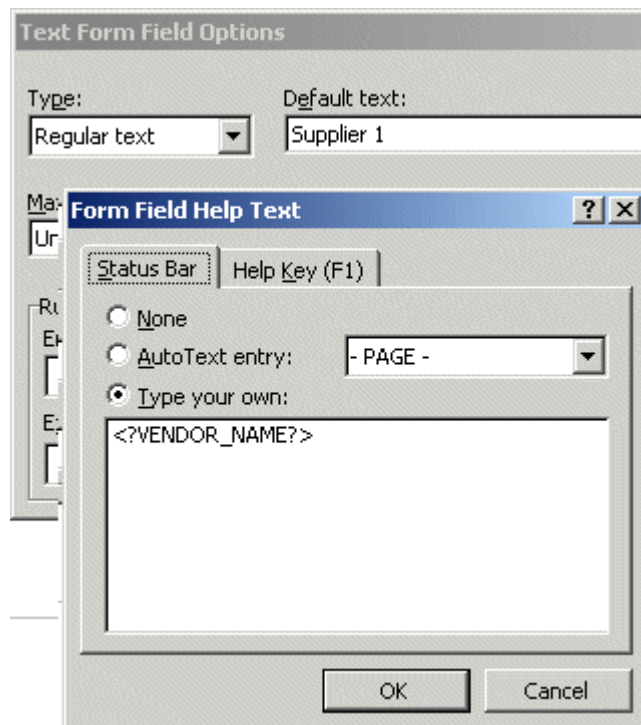 Text Form Field Options
Type: Default text:
Regular text Supplier 1
Form Field Help Text
Status Bar Help Key (F1)
None
AutoText entry: - PAGE -
Type your own:
<?VENDOR_NAME?>
OK Cancel